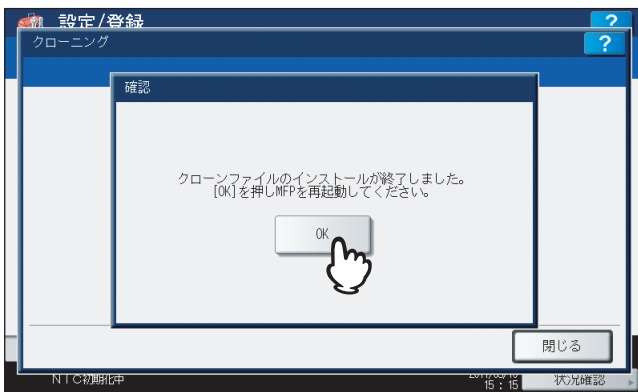 設定/登録
?
クローニング
?
確認
クローンファイルのインストールが終了しました。
[OK]を押しMFPを再起動してください。
OK
閉じる
NIC初期化中
15:15
状況確認